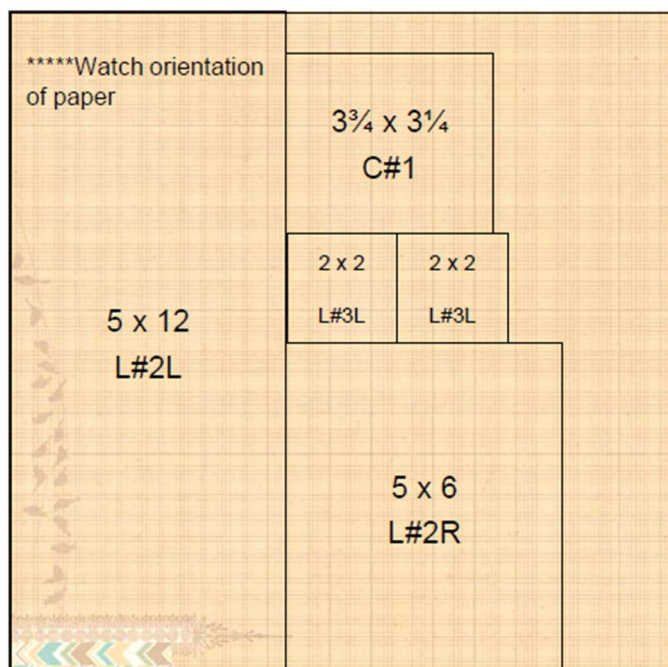 *****Watch orientation
of paper
3¾ x 3¼
C#1
2 x 2
L#3L
2 x 2
L#3L
5 x 12
L#2L
5 x 6
L#2R